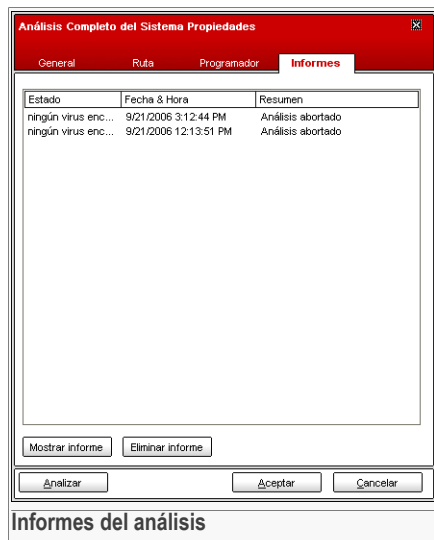 Análisis Completo del Sistema Propiedades
General Ruta Programador Informes
Estado Fecha & Hora Resumen
ningún virus enc... 9/21/2006 3:12:44 PM Análisis abortado
ningún virus enc... 9/21/2006 12:13:51 PM Análisis abortado
Mostrar informe Eliminar informe
Analizar Aceptar Cancelar
Informes del análisis